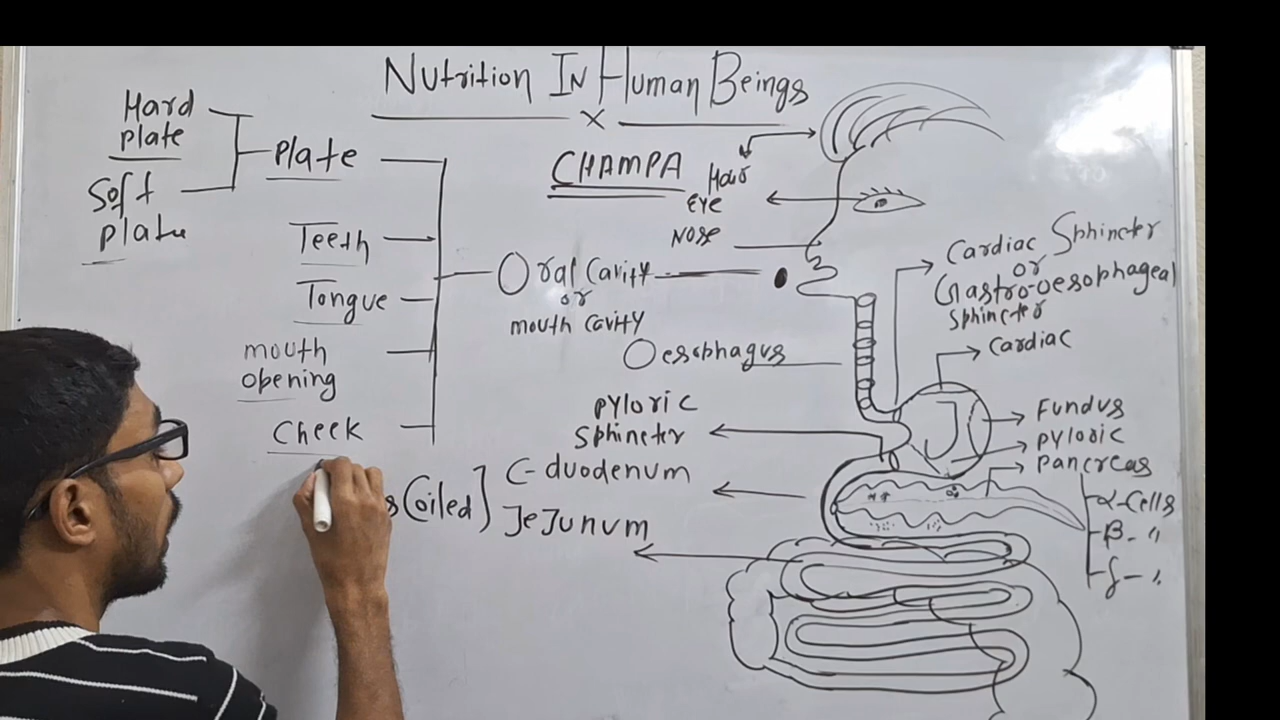 Nutrition In Human Beings
x
CHAMPA
Hair
EYE
NOSE
Hard
plate
Soft
plate
Plate
Teeth
Tongue
mouth
opening
Cheek
Oral Cavity
or
mouth cavity
Oesophagus
Pyloric
Sphincter
C-duodenum
JeJunum
s Coiled]
Cardiac Sphincter
or
Gastro-oesophageal
Sphincter
Cardiac
Fundus
Pyloric
Pancreas
α-Cells
β- "
δ- "